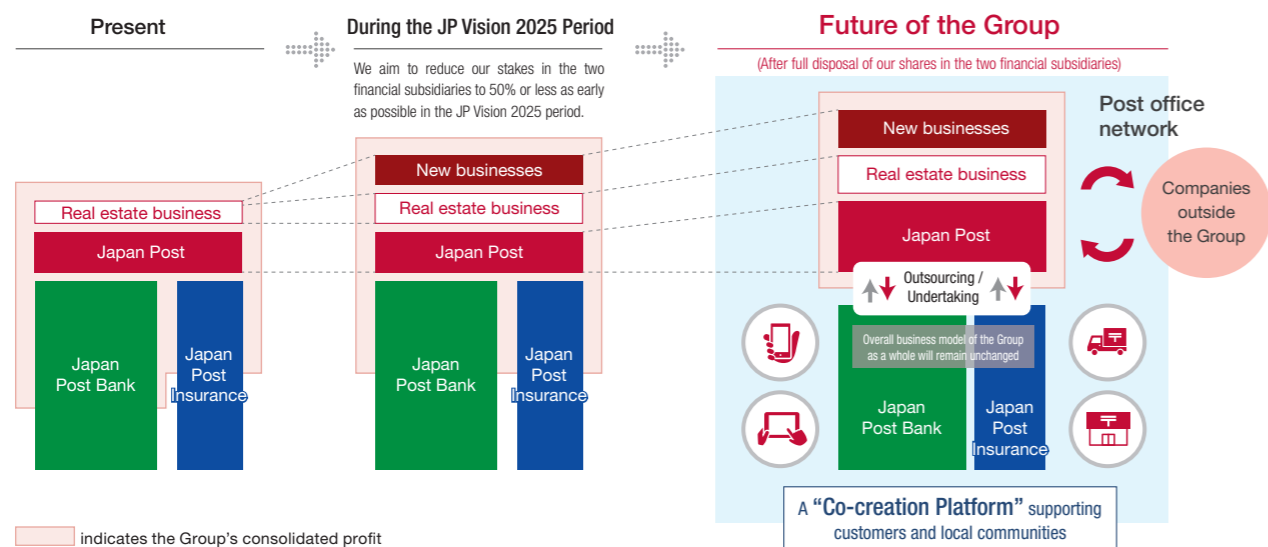 Present
During the JP Vision 2025 Period
We aim to reduce our stakes in the two
financial subsidiaries to 50% or less as early
as possible in the JP Vision 2025 period.
Future of the Group
(After full disposal of our shares in the two financial subsidiaries)
Real estate business
Japan Post
Japan
Post Bank
Japan
Post
Insurance
New businesses
Real estate business
Japan Post
Japan
Post Bank
Japan
Post
Insurance
New businesses
Real estate business
Japan Post
Post office
network
Companies
outside
the Group
Outsourcing /
Undertaking
Overall business model of the Group
as a whole will remain unchanged
Japan
Post Bank
Japan
Post
Insurance
〒
〒
A “Co-creation Platform” supporting
customers and local communities
indicates the Group’s consolidated profit